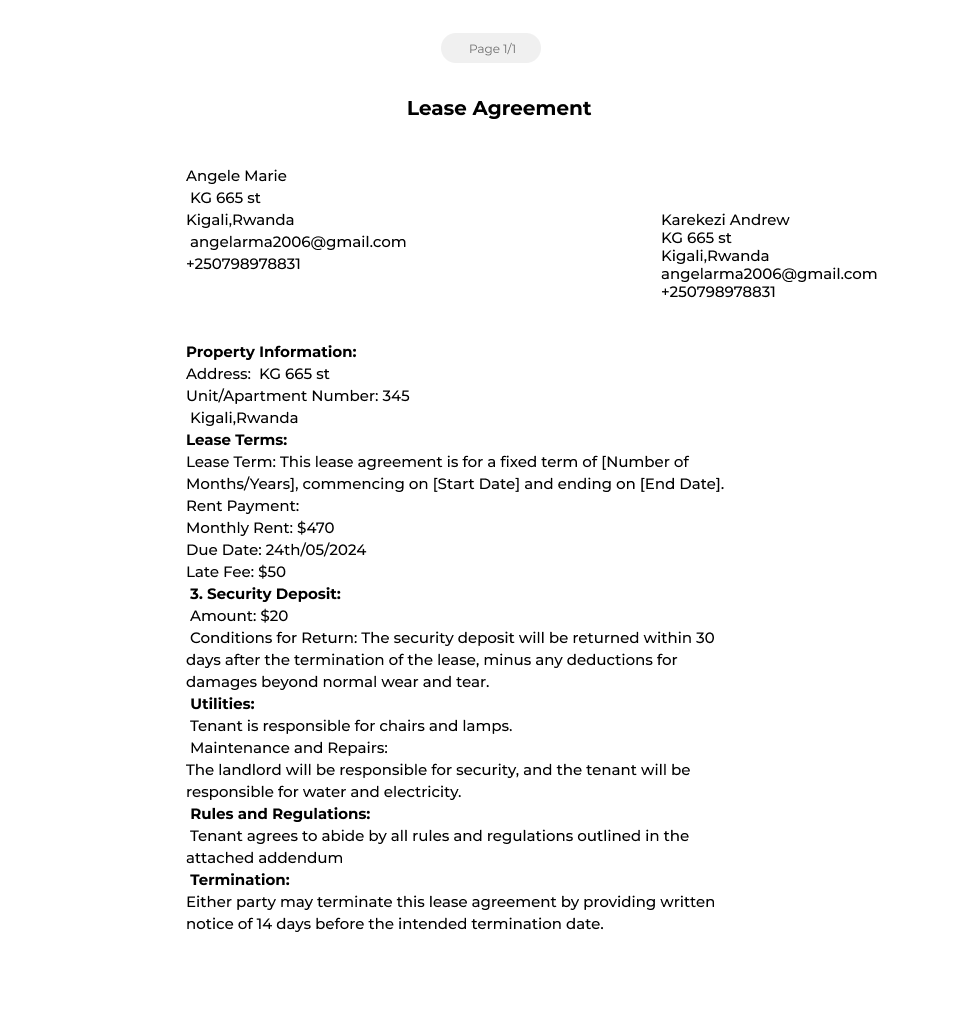 Page 1/1
Lease Agreement
Angele Marie
KG 665 st
Kigali,Rwanda
angelarma2006@gmail.com
+250798978831
Karekezi Andrew
KG 665 st
Kigali,Rwanda
angelarma2006@gmail.com
+250798978831
Property Information:
Address:  KG 665 st
Unit/Apartment Number: 345
Kigali,Rwanda
Lease Terms:
Lease Term: This lease agreement is for a fixed term of [Number of
Months/Years], commencing on [Start Date] and ending on [End Date].
Rent Payment:
Monthly Rent: $470
Due Date: 24th/05/2024
Late Fee: $50
3. Security Deposit:
Amount: $20
Conditions for Return: The security deposit will be returned within 30
days after the termination of the lease, minus any deductions for
damages beyond normal wear and tear.
Utilities:
Tenant is responsible for chairs and lamps.
Maintenance and Repairs:
The landlord will be responsible for security, and the tenant will be
responsible for water and electricity.
Rules and Regulations:
Tenant agrees to abide by all rules and regulations outlined in the
attached addendum
Termination:
Either party may terminate this lease agreement by providing written
notice of 14 days before the intended termination date.